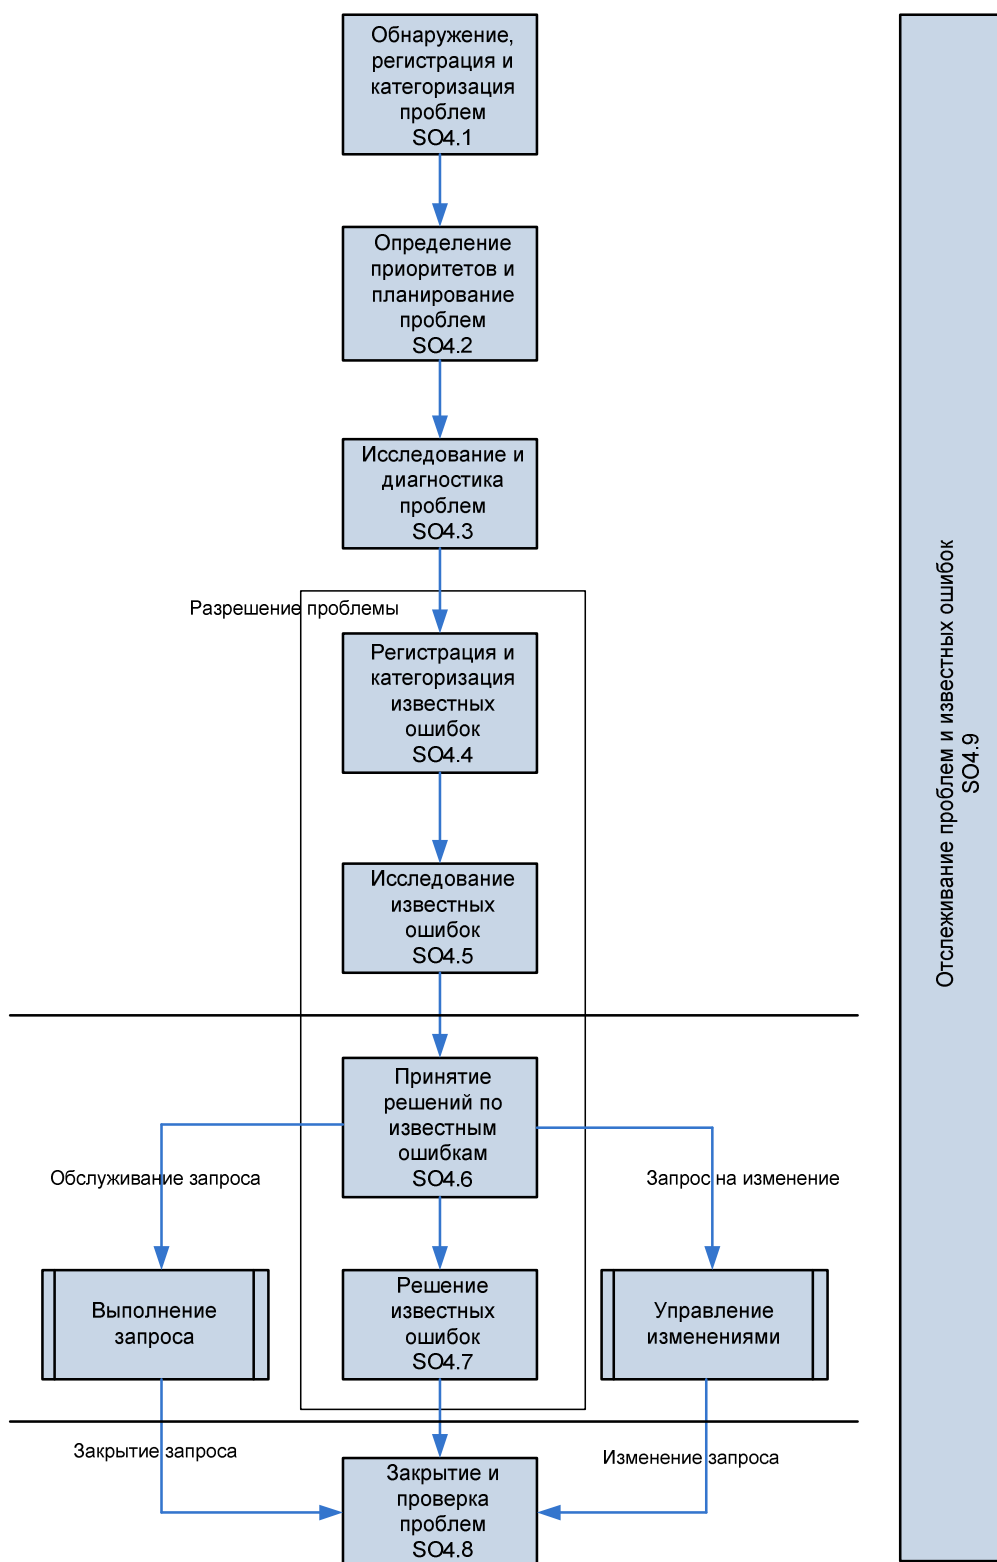 Обнаружение,
регистрация и
категоризация
проблем
SO4.1
Определение
приоритетов и
планирование
проблем
SO4.2
Исследование и
диагностика
проблем
SO4.3
Разрешение проблемы
Регистрация и
категоризация
известных
ошибок
SO4.4
Исследование
известных
ошибок
SO4.5
Принятие
решений по
известным
ошибкам
SO4.6
Обслуживание запроса
Запрос на изменение
Выполнение
запроса
Решение
известных
ошибок
SO4.7
Управление
изменениями
Закрытие запроса
Изменение запроса
Закрытие и
проверка
проблем
SO4.8
Отслеживание проблем и известных ошибок
SO4.9